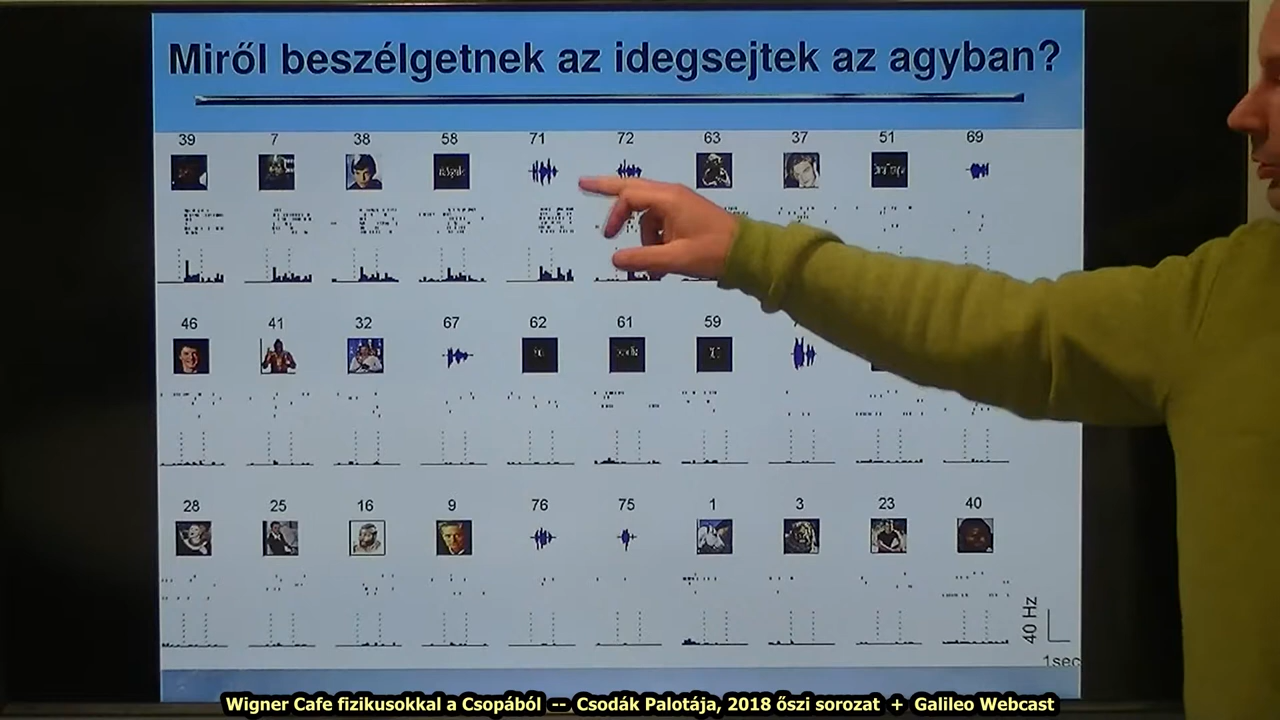 Miről beszélgetnek az idegsejtek az agyban?
39 7 38 58 71 72 63 37 51 69
46 41 32 67 62 61 59
28 25 16 9 76 75 1 3 23 40
40 Hz
1sec
Wigner Cafe fizikusokkal a Csopából -- Csodák Palotája, 2018 őszi sorozat + Galileo Webcast